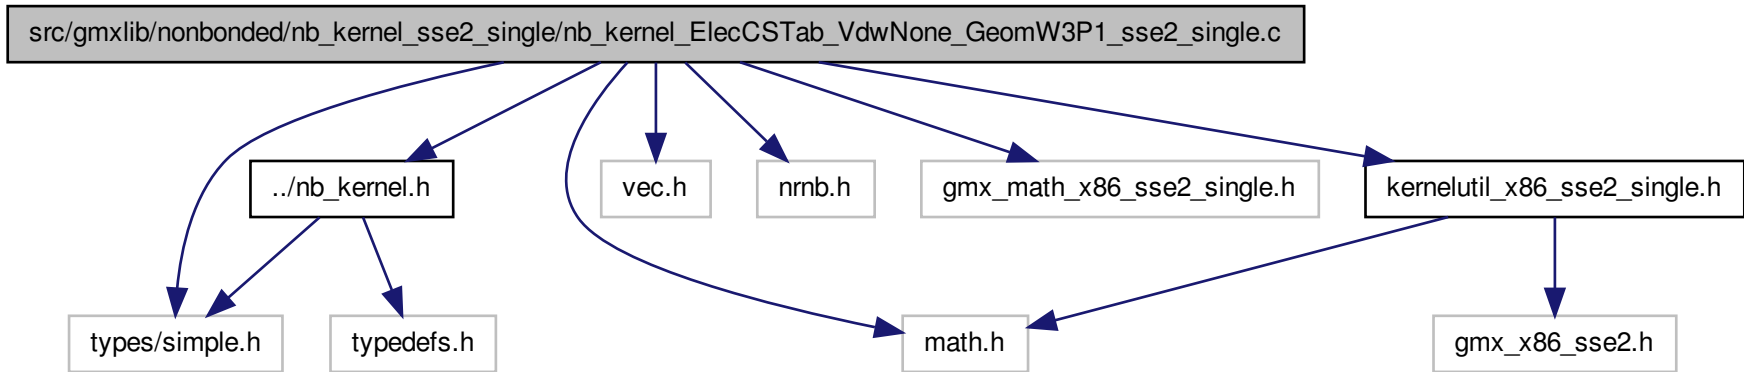 src/gmxlib/nonbonded/nb_kernel_sse2_single/nb_kernel_ElecCSTab_VdwNone_GeomW3P1_sse2_single.c
../nb_kernel.h
vec.h
nrnb.h
gmx_math_x86_sse2_single.h
kernelutil_x86_sse2_single.h
types/simple.h
typedefs.h
math.h
gmx_x86_sse2.h